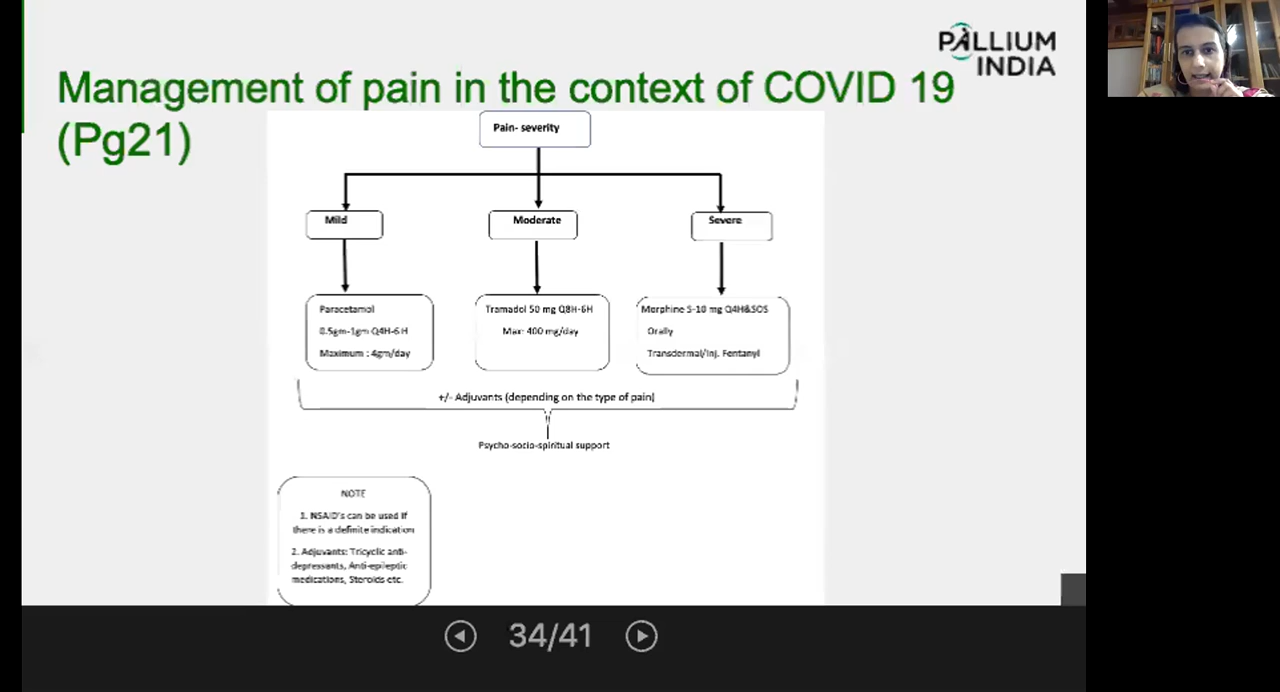 PALLIUM
INDIA
Management of pain in the context of COVID 19
(Pg21)
Pain- severity
Mild
Moderate
Severe
Paracetamol
0.5gm-1gm Q4H-6H
Maximum : 4gm/day
Tramadol 50 mg Q8H-6H
Max: 400 mg/day
Morphine 5-10 mg Q4H&SOS
Orally
Transdermal/Inj. Fentanyl
+/- Adjuvants (depending on the type of pain)
Psycho-socio-spiritual support
NOTE
1. NSAID's can be used if
there is a definite indication
2. Adjuvants: Tricyclic anti-
depressants, Anti-epileptic
medications, Steroids etc.
34/41